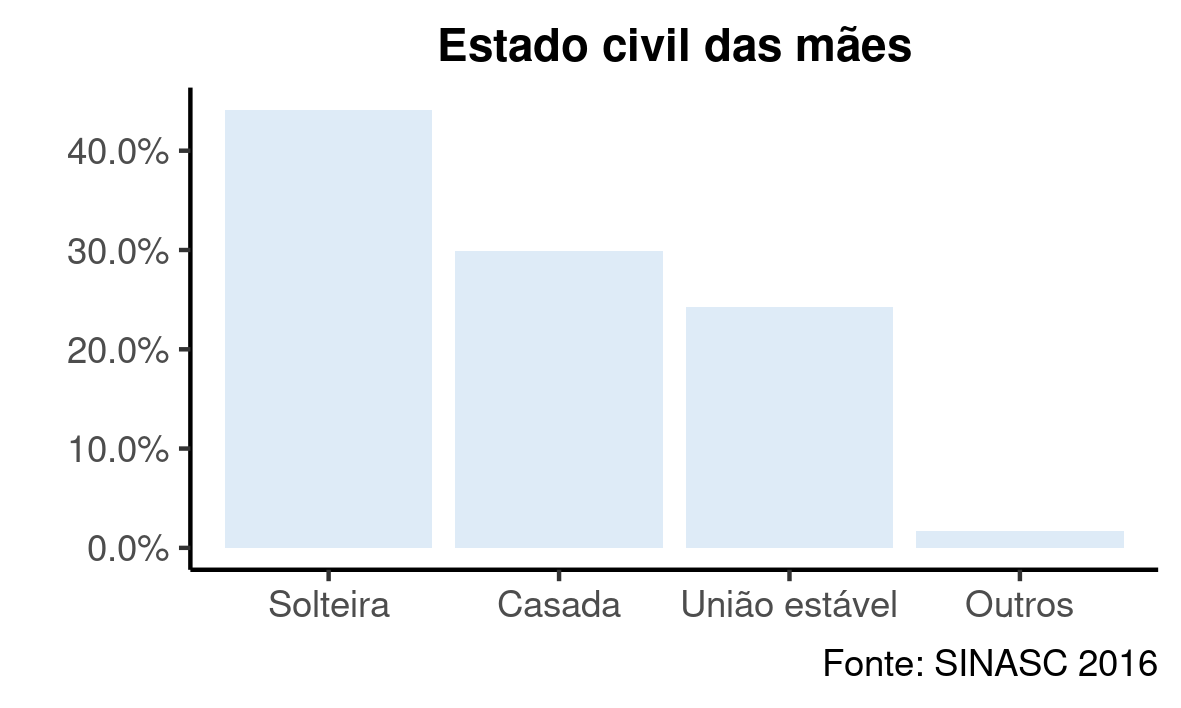 Estado civil das mães
40.0%
30.0%
20.0%
10.0%
0.0%
Solteira Casada União estável Outros
Fonte: SINASC 2016